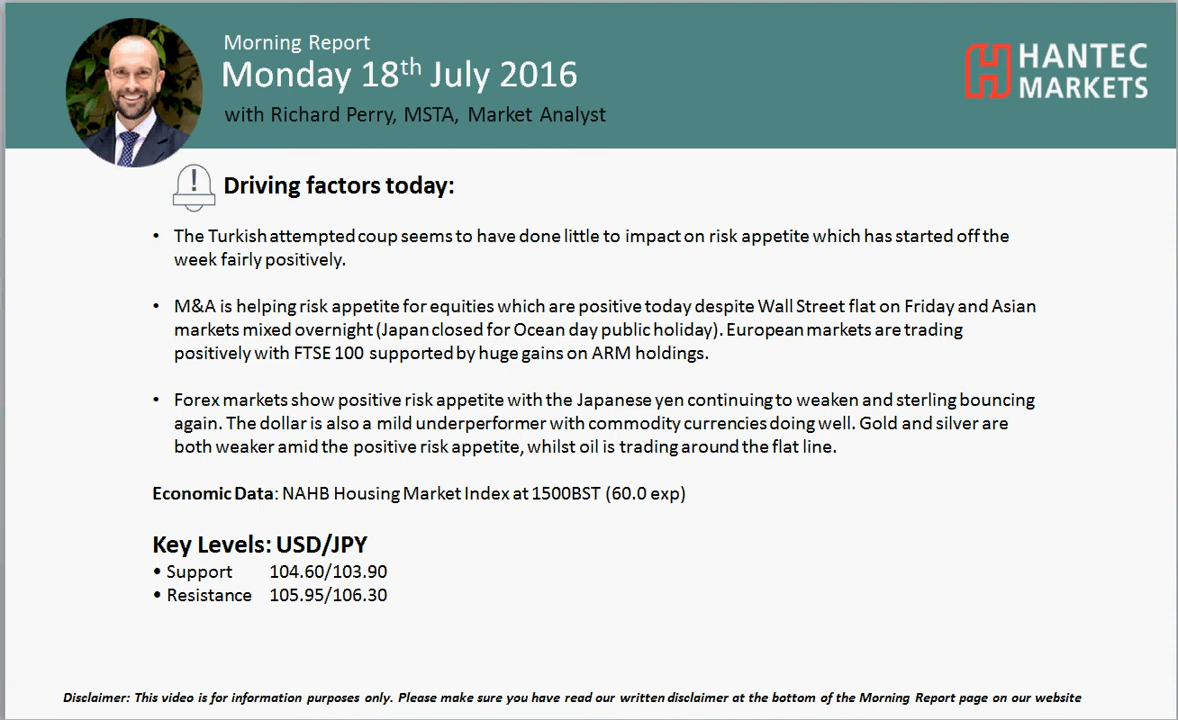 Morning Report
Monday 18th July 2016
with Richard Perry, MSTA, Market Analyst
HANTEC
MARKETS
Driving factors today:
• The Turkish attempted coup seems to have done little to impact on risk appetite which has started off the
week fairly positively.
• M&A is helping risk appetite for equities which are positive today despite Wall Street flat on Friday and Asian
markets mixed overnight (Japan closed for Ocean day public holiday). European markets are trading
positively with FTSE 100 supported by huge gains on ARM holdings.
• Forex markets show positive risk appetite with the Japanese yen continuing to weaken and sterling bouncing
again. The dollar is also a mild underperformer with commodity currencies doing well. Gold and silver are
both weaker amid the positive risk appetite, whilst oil is trading around the flat line.
Economic Data: NAHB Housing Market Index at 1500BST (60.0 exp)
Key Levels: USD/JPY
• Support 104.60/103.90
• Resistance 105.95/106.30
Disclaimer: This video is for information purposes only. Please make sure you have read our written disclaimer at the bottom of the Morning Report page on our website